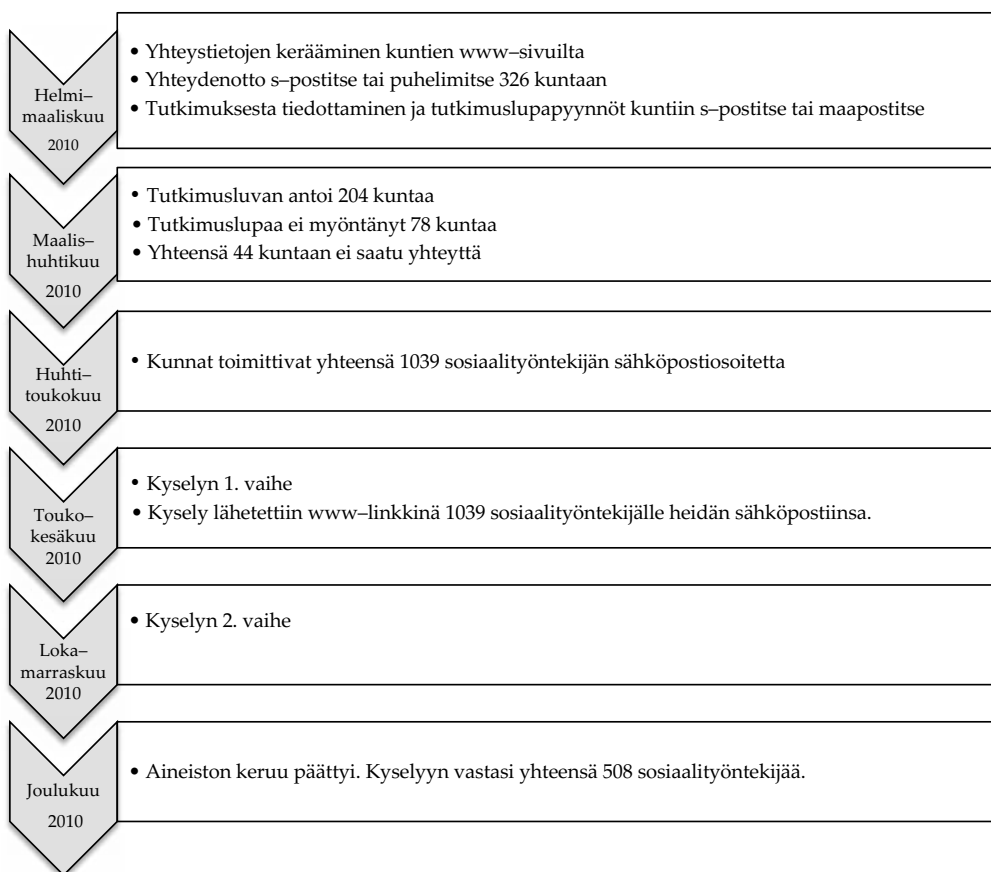 Helmi–
maaliskuu
2010
• Yhteystietojen kerääminen kuntien www–sivuilta
• Yhteydenotto s–postitse tai puhelimitse 326 kuntaan
• Tutkimuksesta tiedottaminen ja tutkimuslupapyynnöt kuntiin s–postitse tai maapostitse
Maalis–
huhtikuu
2010
• Tutkimusluvan antoi 204 kuntaa
• Tutkimuslupaa ei myöntänyt 78 kuntaa
• Yhteensä 44 kuntaan ei saatu yhteyttä
Huhti–
toukokuu
2010
• Kunnat toimittivat yhteensä 1039 sosiaalityöntekijän sähköpostiosoitetta
Touko–
kesäkuu
2010
• Kyselyn 1. vaihe
• Kysely lähetettiin www–linkkinä 1039 sosiaalityöntekijälle heidän sähköpostiinsa.
Loka–
marraskuu
2010
• Kyselyn 2. vaihe
Joulukuu
2010
• Aineiston keruu päättyi. Kyselyyn vastasi yhteensä 508 sosiaalityöntekijää.